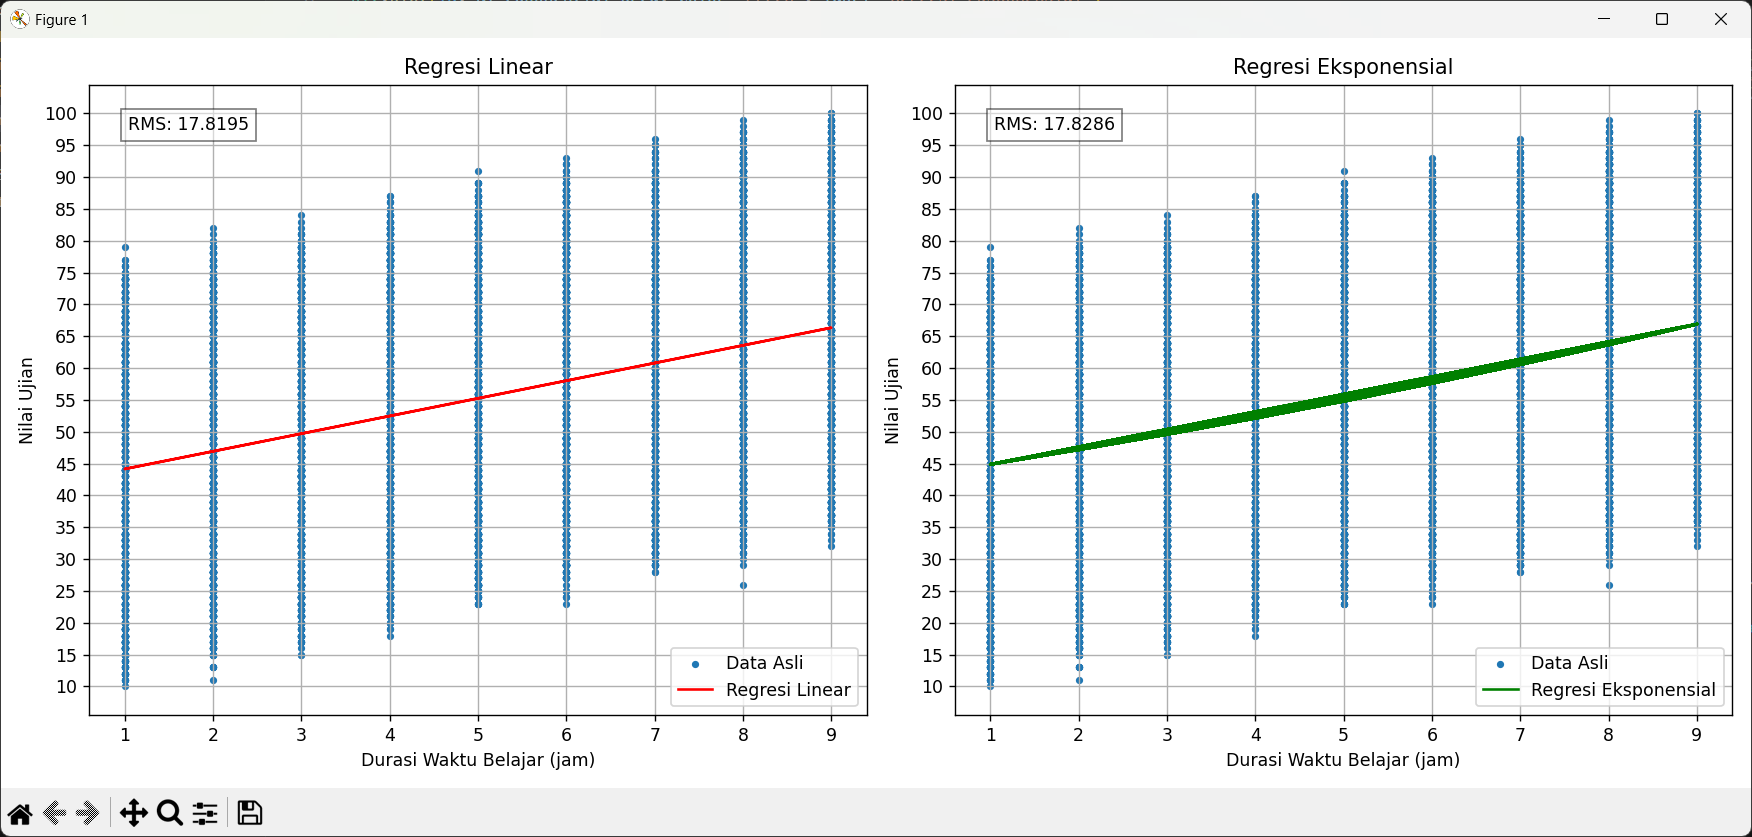 Figure 1
Regresi Linear
RMS: 17.8195
100
95
90
85
80
75
70
65
60
55
50
45
40
35
30
25
20
15
10
Nilai Ujian
Data Asli
Regresi Linear
1 2 3 4 5 6 7 8 9
Durasi Waktu Belajar (jam)
Regresi Eksponensial
RMS: 17.8286
100
95
90
85
80
75
70
65
60
55
50
45
40
35
30
25
20
15
10
Nilai Ujian
Data Asli
Regresi Eksponensial
1 2 3 4 5 6 7 8 9
Durasi Waktu Belajar (jam)